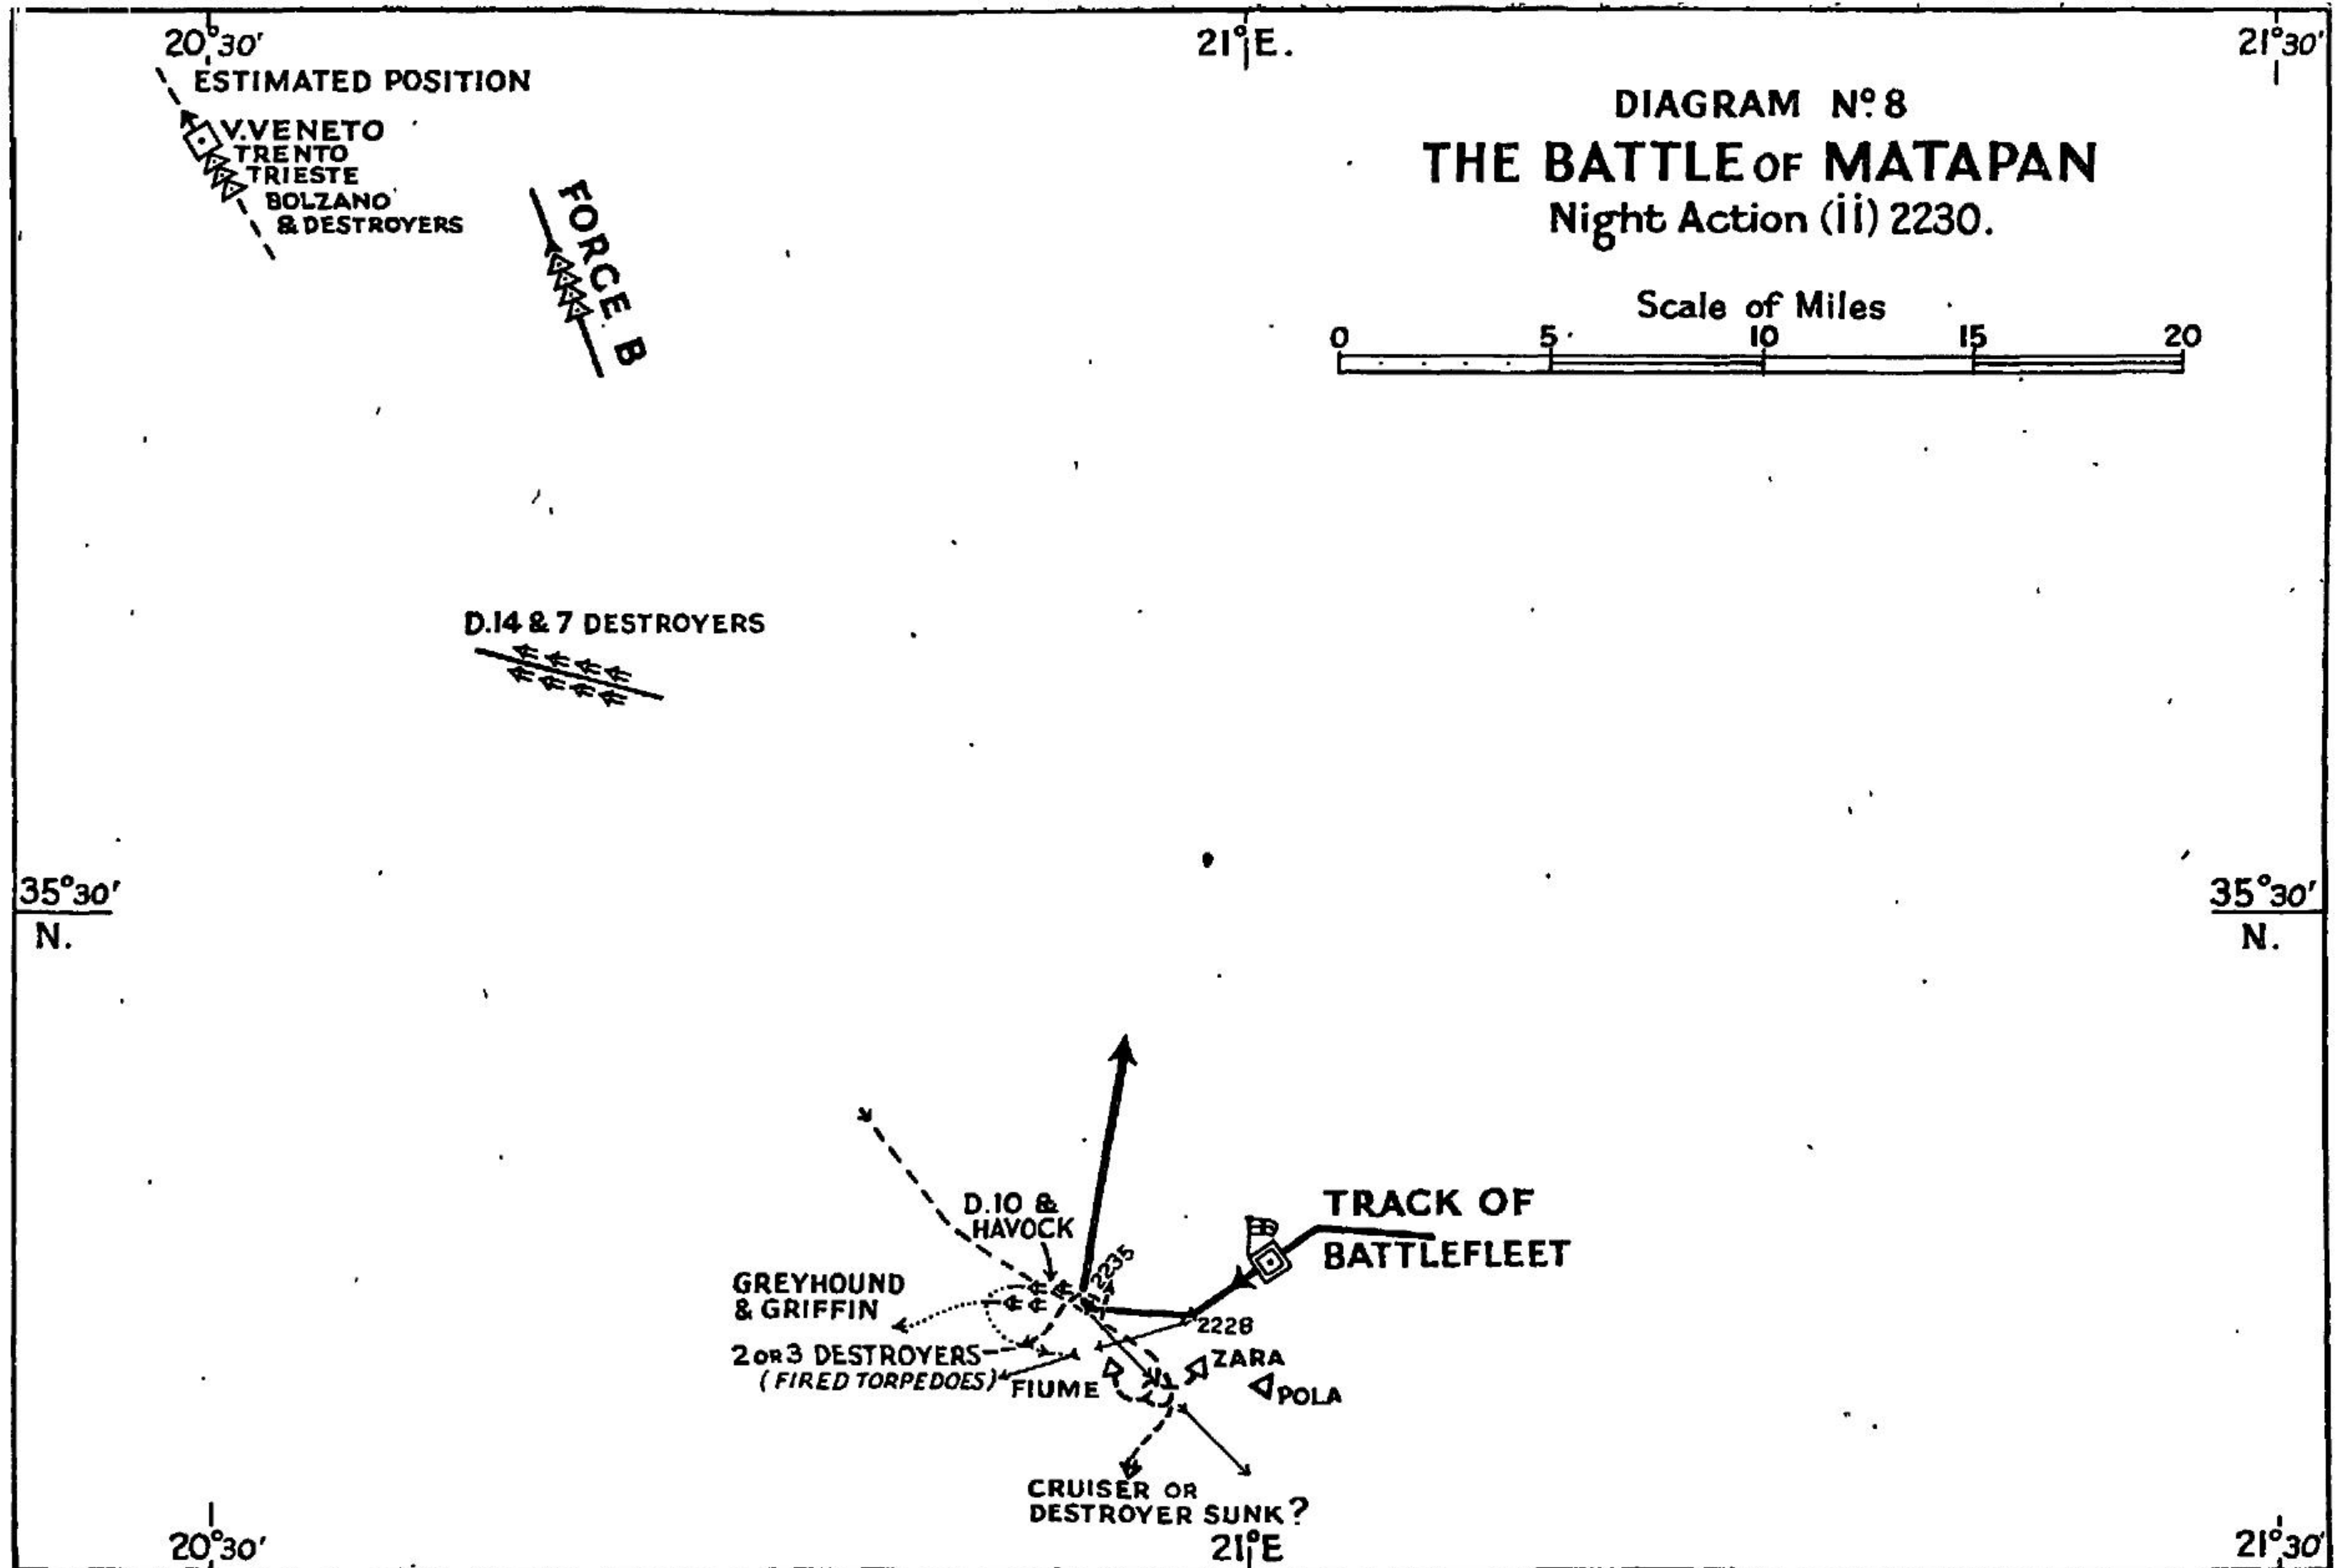 20°30'
21°E.
21°30'
ESTIMATED POSITION
V.VENETO
TRENTO
TRIESTE
BOLZANO
& DESTROYERS
FORCE B
DIAGRAM Nº. 8
THE BATTLE OF MATAPAN
Night Action (ii) 2230.
Scale of Miles
0 5 10 15 20
D.14 & 7 DESTROYERS
35°30'
N.
35°30'
N.
D.10 &
HAVOCK
2235
TRACK OF
BATTLEFLEET
GREYHOUND
& GRIFFIN
2228
2 OR 3 DESTROYERS
(FIRED TORPEDOES)
FIUME
ZARA
POLA
CRUISER OR
DESTROYER SUNK?
20°30'
21°E
21°30'